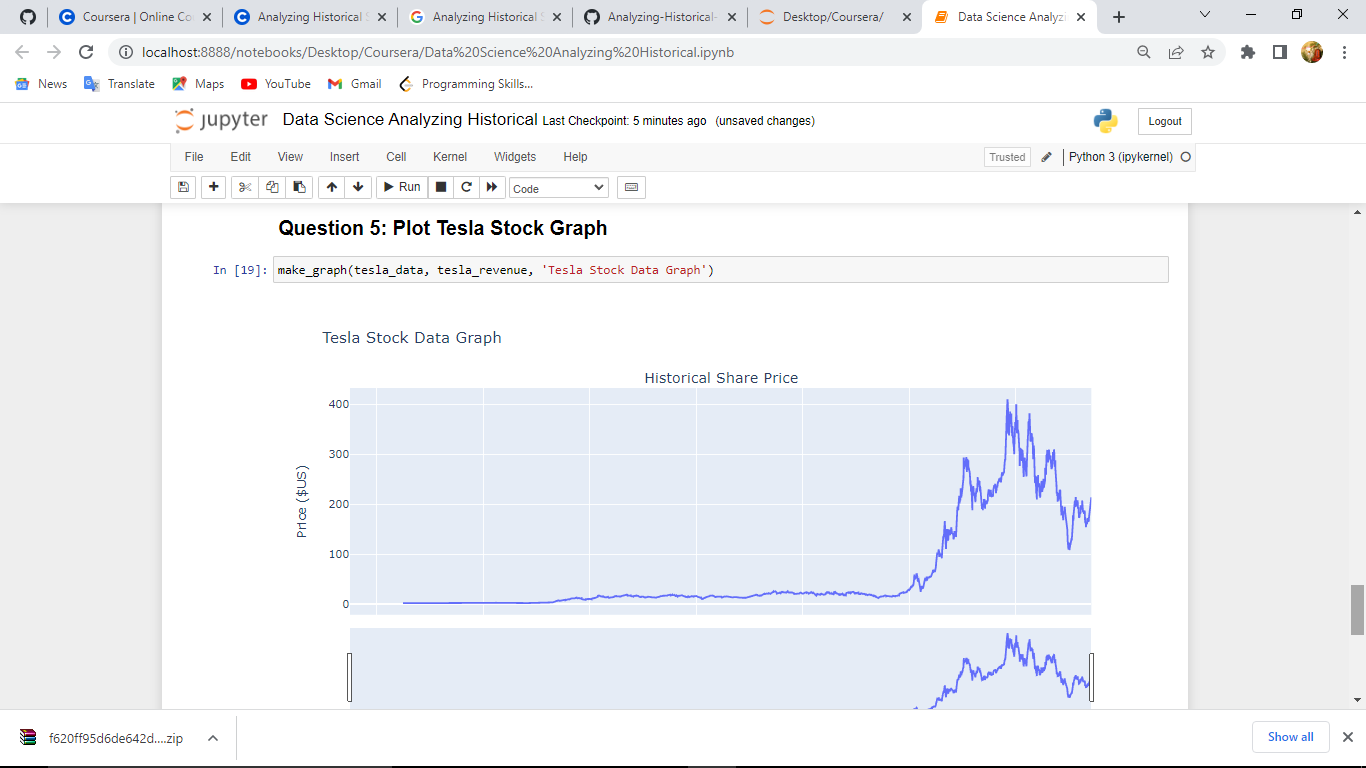 Coursera | Online Co
Analyzing Historical S
Analyzing Historical S
Analyzing-Historical-
Desktop/Coursera/
Data Science Analyzi
localhost:8888/notebooks/Desktop/Coursera/Data%20Science%20Analyzing%20Historical.ipynb
News
Translate
Maps
YouTube
Gmail
Programming Skills...
jupyter
Data Science Analyzing Historical Last Checkpoint: 5 minutes ago (unsaved changes)
Logout
File Edit View Insert Cell Kernel Widgets Help
Trusted
Python 3 (ipykernel)
Run
Code
Question 5: Plot Tesla Stock Graph
In [19]: make_graph(tesla_data, tesla_revenue, 'Tesla Stock Data Graph')
Tesla Stock Data Graph
Historical Share Price
400
300
200
100
0
Price ($US)
f620ff95d6de642d....zip
Show all